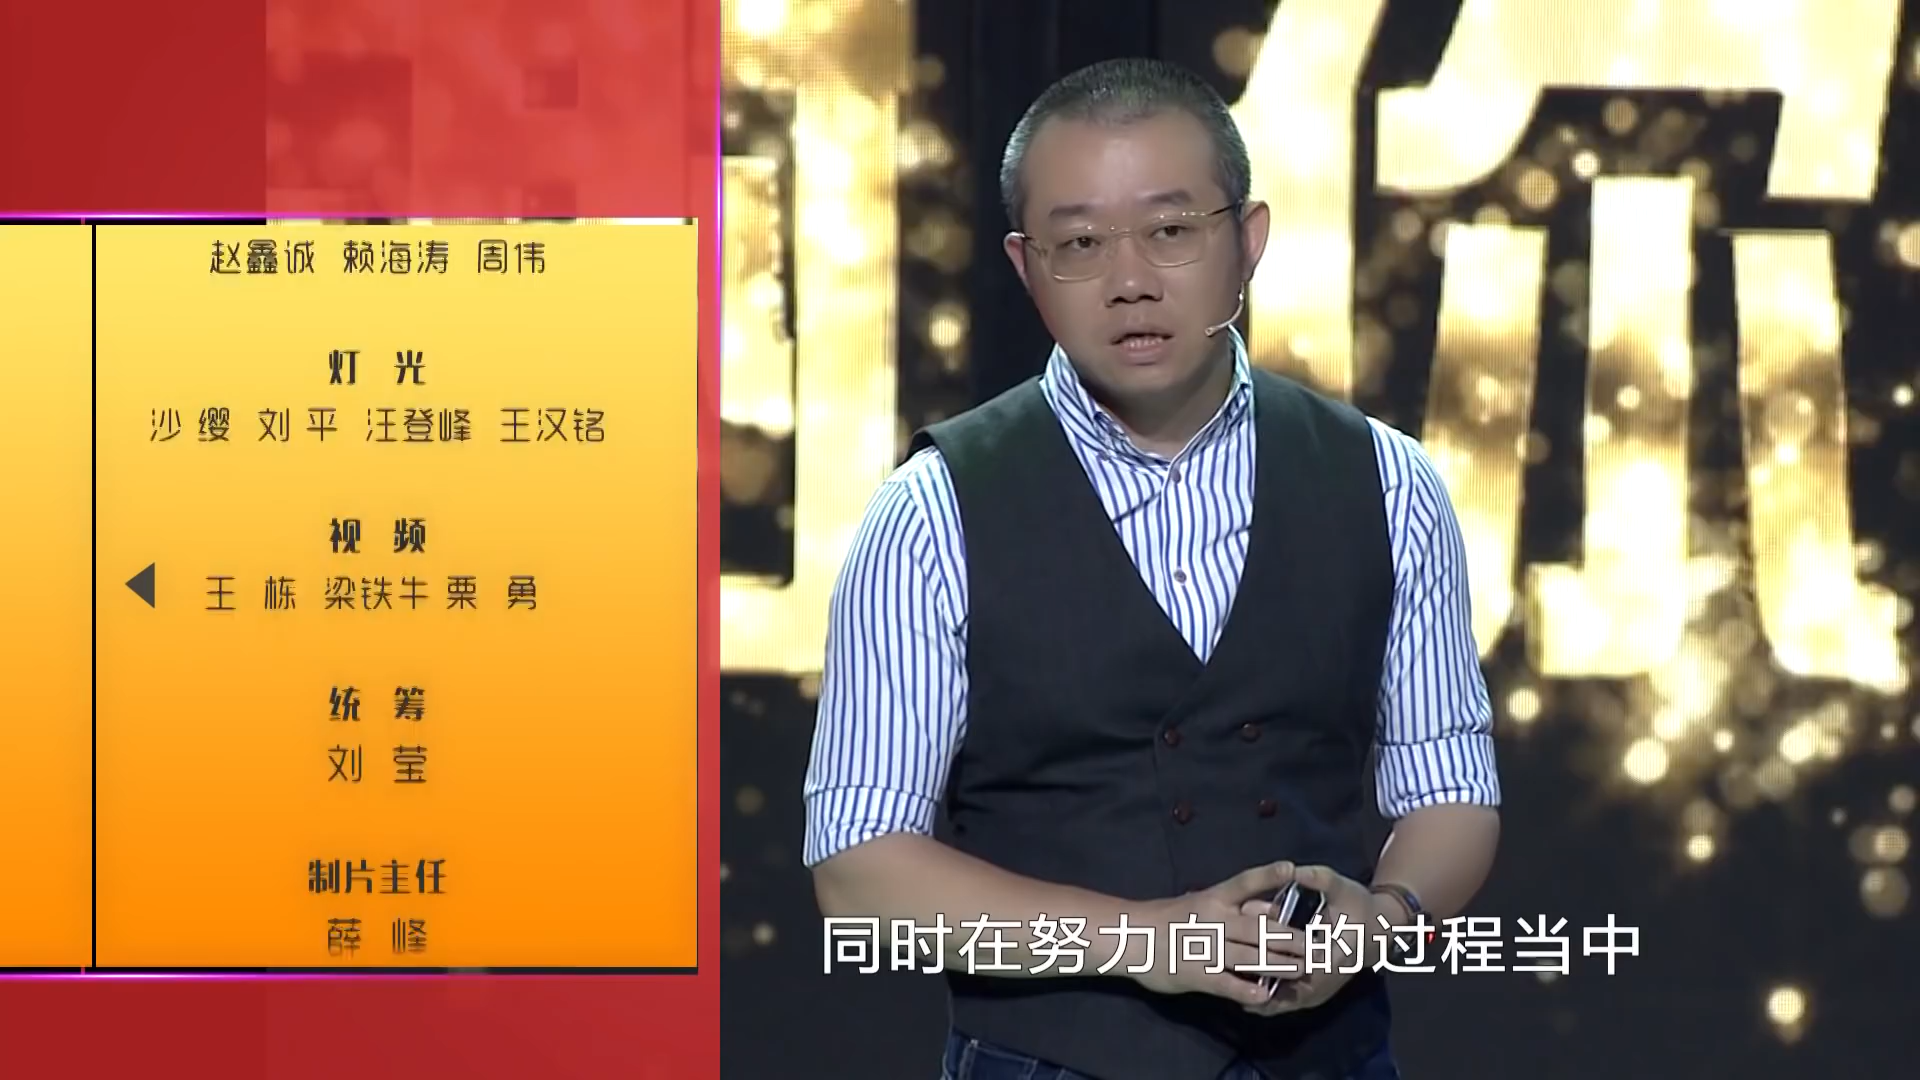 赵鑫诚 赖海涛 周伟
灯 光
沙 缨 刘 平 汪登峰 王汉铭
视 频
王 栋 梁铁牛 栗 勇
统 筹
刘 莹
制片主任
薛 峰
同时在努力向上的过程当中